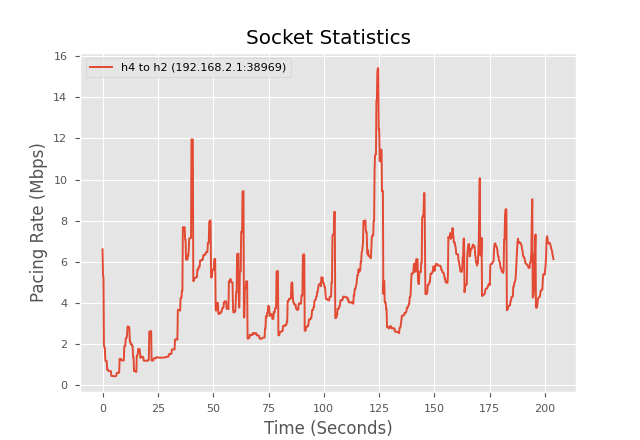 Socket Statistics
h4 to h2 (192.168.2.1:38969)
Pacing Rate (Mbps)
16
14
12
10
8
6
4
2
0
0 25 50 75 100 125 150 175 200
Time (Seconds)